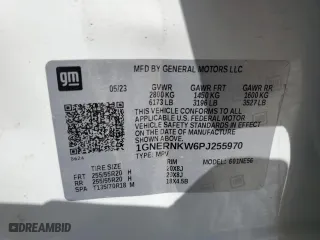 gm
MFD BY GENERAL MOTORS LLC
05/23 GVWR GAWR FRT GAWR RR
2800 KG 1450 KG 1600 KG
6173 LB 3196 LB 3527 LB
THIS VEHICLE CONFORMS TO ALL
APPLICABLE U.S. FEDERAL MOTOR
VEHICLE SAFETY STANDARDS IN
EFFECT ON THE DATE OF
MANUFACTURE SHOWN ABOVE.
1GNERNKW6PJ255970
TYPE: MPV MODEL:
TIRE SIZE RIM
FRT 255/55R20 H 20X8J
RR 255/55R20 H 20X8J
SPA T135/70R18 M 18X4.5B